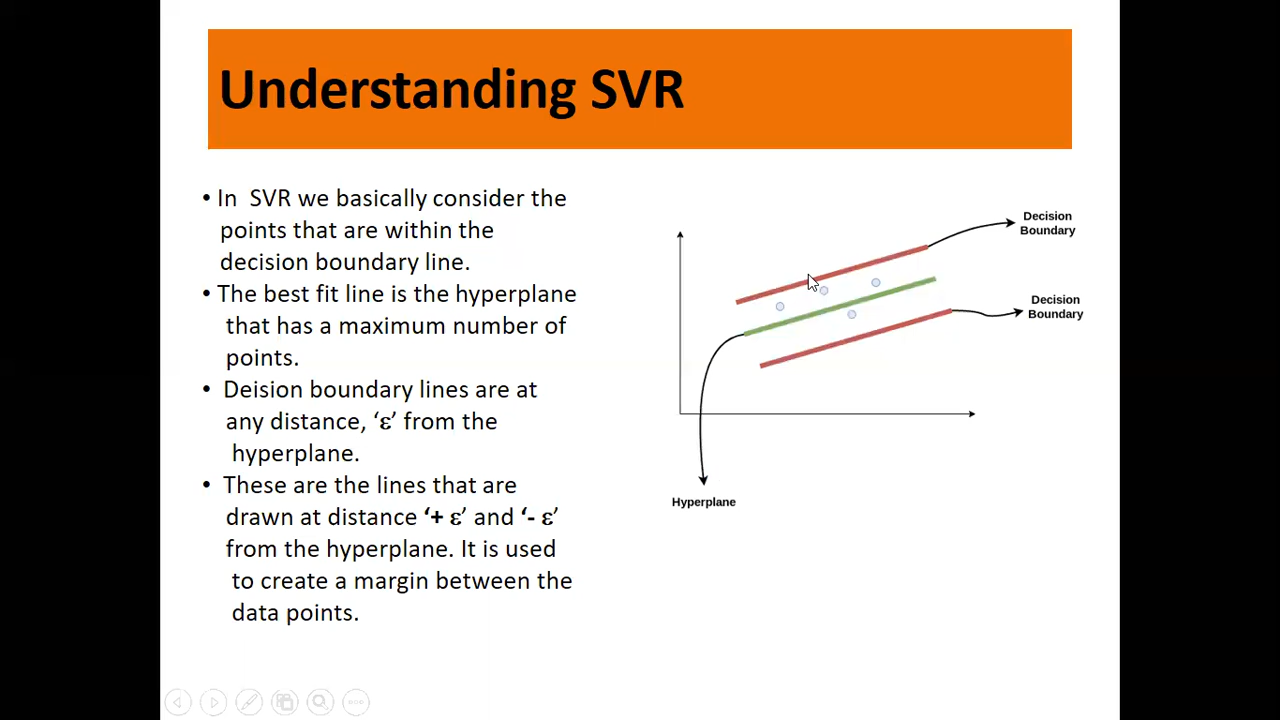 Understanding SVR
• In SVR we basically consider the
points that are within the
decision boundary line.
• The best fit line is the hyperplane
that has a maximum number of
points.
• Deision boundary lines are at
any distance, ‘ε’ from the
hyperplane.
• These are the lines that are
drawn at distance ‘+ ε’ and ‘- ε’
from the hyperplane. It is used
to create a margin between the
data points.
Decision
Boundary
Decision
Boundary
Hyperplane